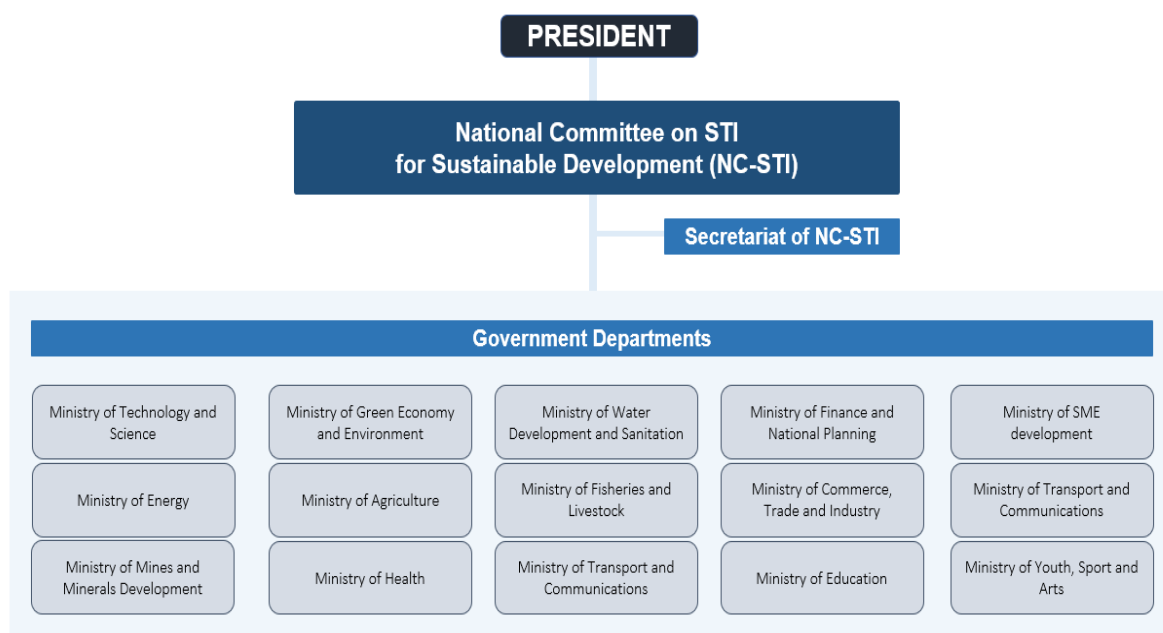 PRESIDENT
National Committee on STI
for Sustainable Development (NC-STI)
Secretariat of NC-STI
Government Departments
Ministry of Technology and
Science
Ministry of Green Economy
and Environment
Ministry of Water
Development and Sanitation
Ministry of Finance and
National Planning
Ministry of SME
development
Ministry of Energy
Ministry of Agriculture
Ministry of Fisheries and
Livestock
Ministry of Commerce,
Trade and Industry
Ministry of Transport and
Communications
Ministry of Mines and
Minerals Development
Ministry of Health
Ministry of Transport and
Communications
Ministry of Education
Ministry of Youth, Sport and
Arts